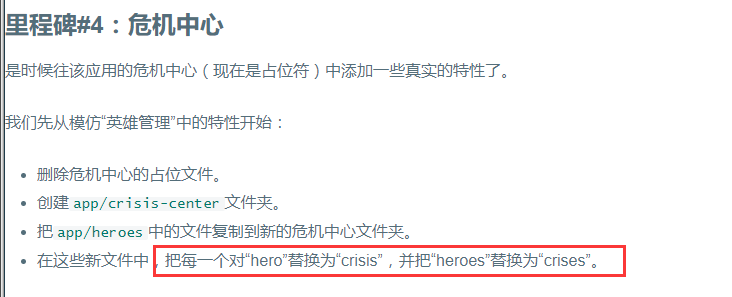 里程碑#4：危机中心
是时候往该应用的危机中心（现在是占位符）中添加一些真实的特性了。
我们先从模仿“英雄管理”中的特性开始：
删除危机中心的占位文件。
创建 app/crisis-center 文件夹。
把 app/heroes 中的文件复制到新的危机中心文件夹。
在这些新文件中，把每一个对“hero”替换为“crisis”，并把“heroes”替换为“crises”。